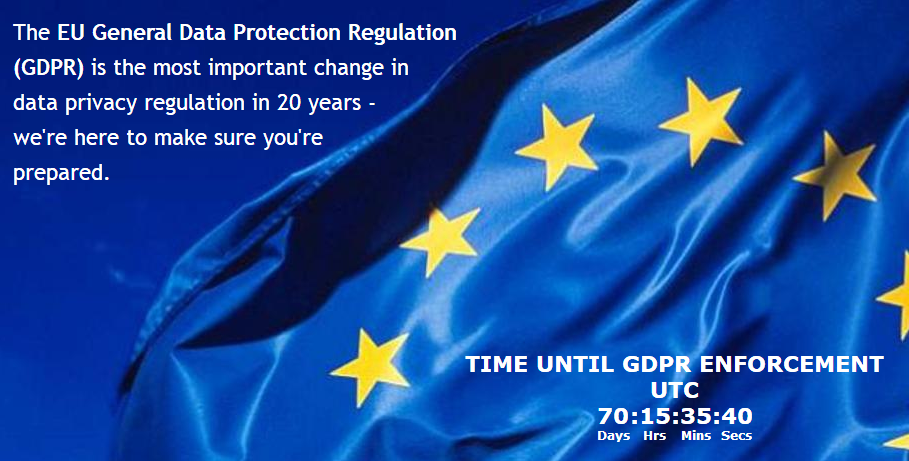 The EU General Data Protection Regulation
(GDPR) is the most important change in
data privacy regulation in 20 years -
we're here to make sure you're
prepared.
TIME UNTIL GDPR ENFORCEMENT
UTC
70:15:35:40
Days Hrs Mins Secs